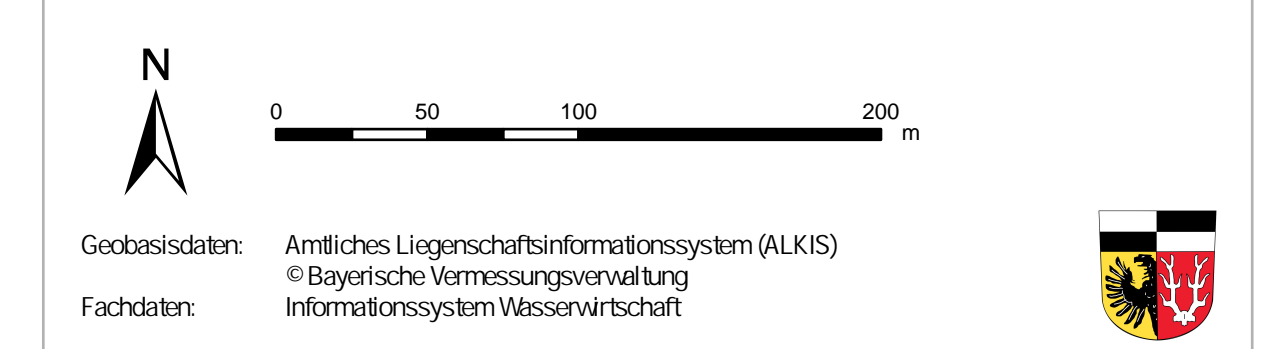 N
0 50 100 200
m
Geobasisdaten: Amtliches Liegenschaftsinformationssystem (ALKIS)
© Bayerische Vermessungsverwaltung
Fachdaten: Informationssystem Wasserwirtschaft